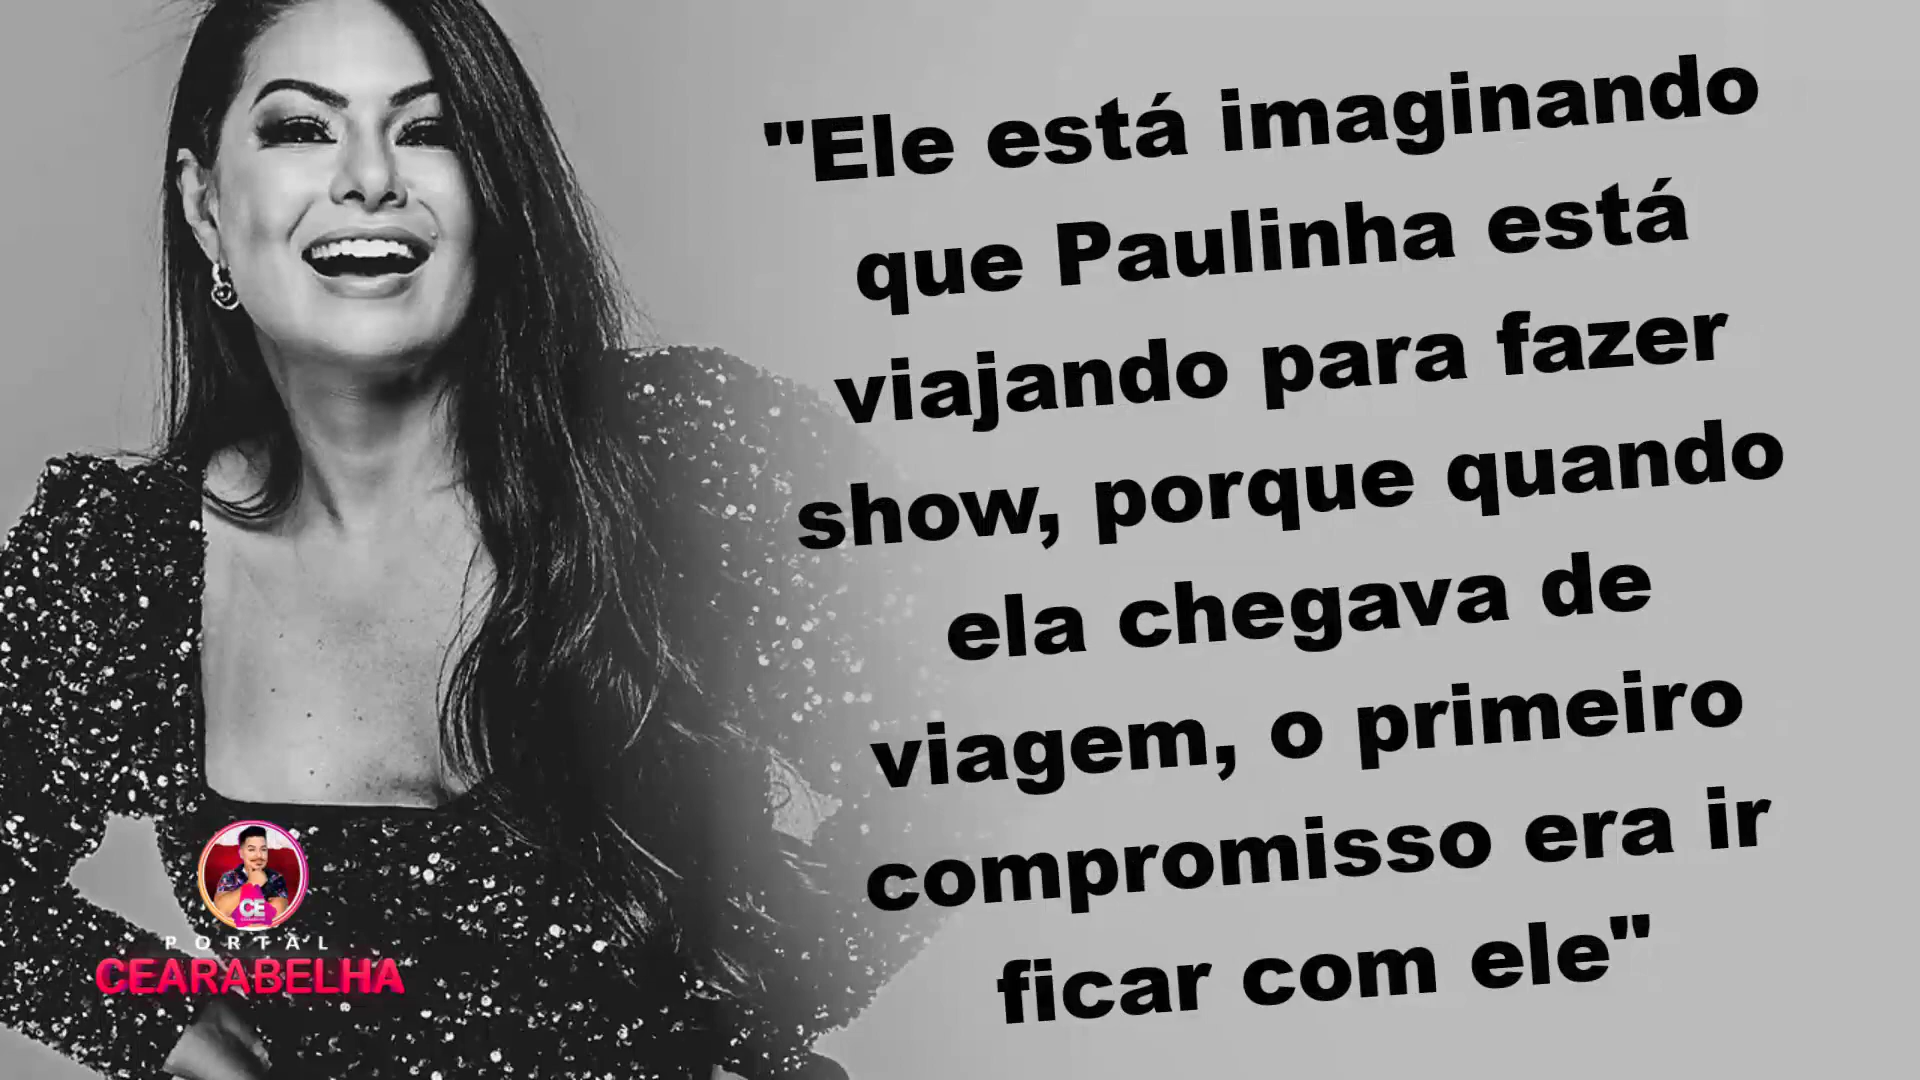 "Ele está imaginando
que Paulinha está
viajando para fazer
show, porque quando
ela chegava de
viagem, o primeiro
compromisso era ir
ficar com ele"
CE
PORTAL
CEARABELHA